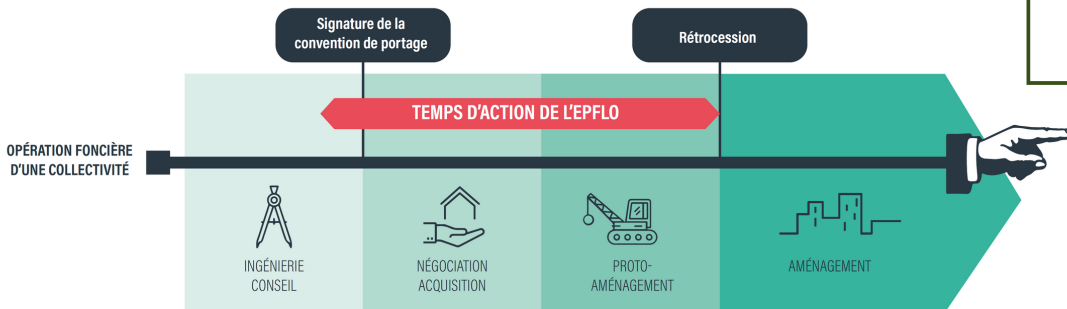 Signature de la
convention de portage
Rétrocession
TEMPS D'ACTION DE L'EPFLO
OPÉRATION FONCIÈRE
D'UNE COLLECTIVITÉ
INGÉNIERIE
CONSEIL
NÉGOCIATION
ACQUISITION
PROTO-
AMÉNAGEMENT
AMÉNAGEMENT